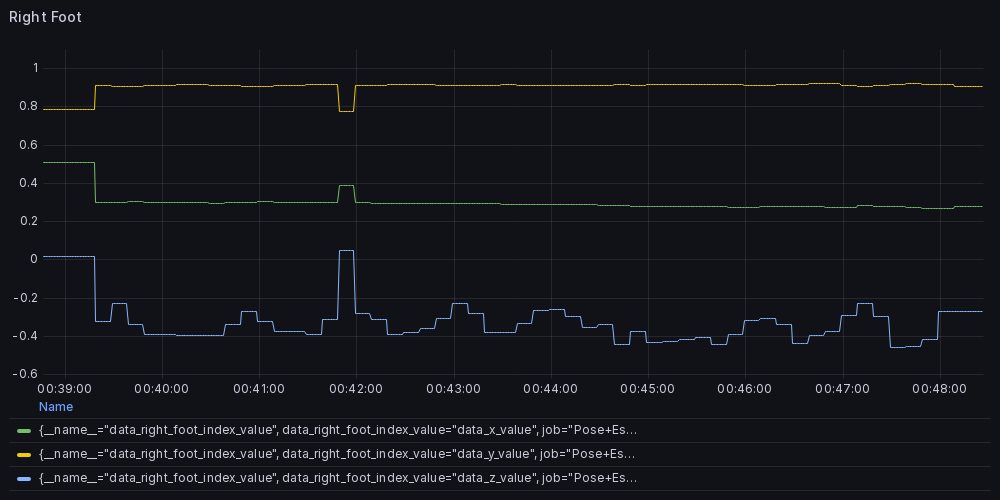 Right Foot
1
0.8
0.6
0.4
0.2
0
-0.2
-0.4
-0.6
00:39:00 00:40:00 00:41:00 00:42:00 00:43:00 00:44:00 00:45:00 00:46:00 00:47:00 00:48:00
Name
{__name__="data_right_foot_index_value", data_right_foot_index_value="data_x_value", job="Pose+Es...
{__name__="data_right_foot_index_value", data_right_foot_index_value="data_y_value", job="Pose+Es...
{__name__="data_right_foot_index_value", data_right_foot_index_value="data_z_value", job="Pose+Es...